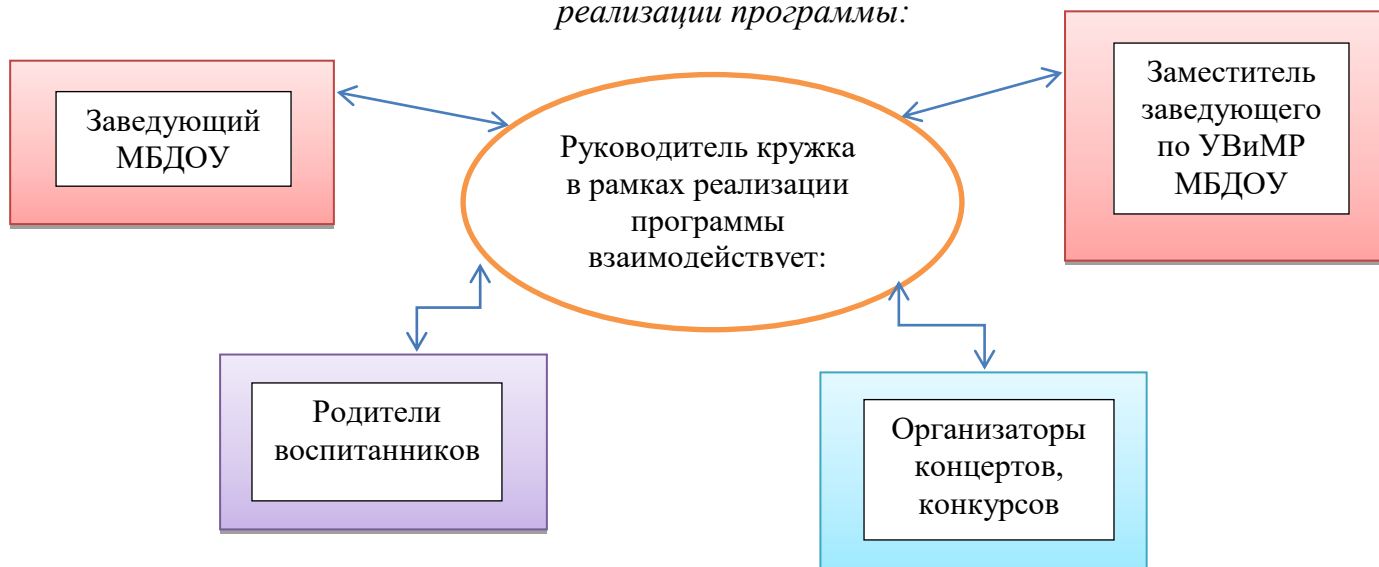 реализации программы:
Заведующий
МБДОУ
Заместитель
заведующего
по УВиМР
МБДОУ
Руководитель кружка
в рамках реализации
программы
взаимодействует:
Родители
воспитанников
Организаторы
концертов,
конкурсов